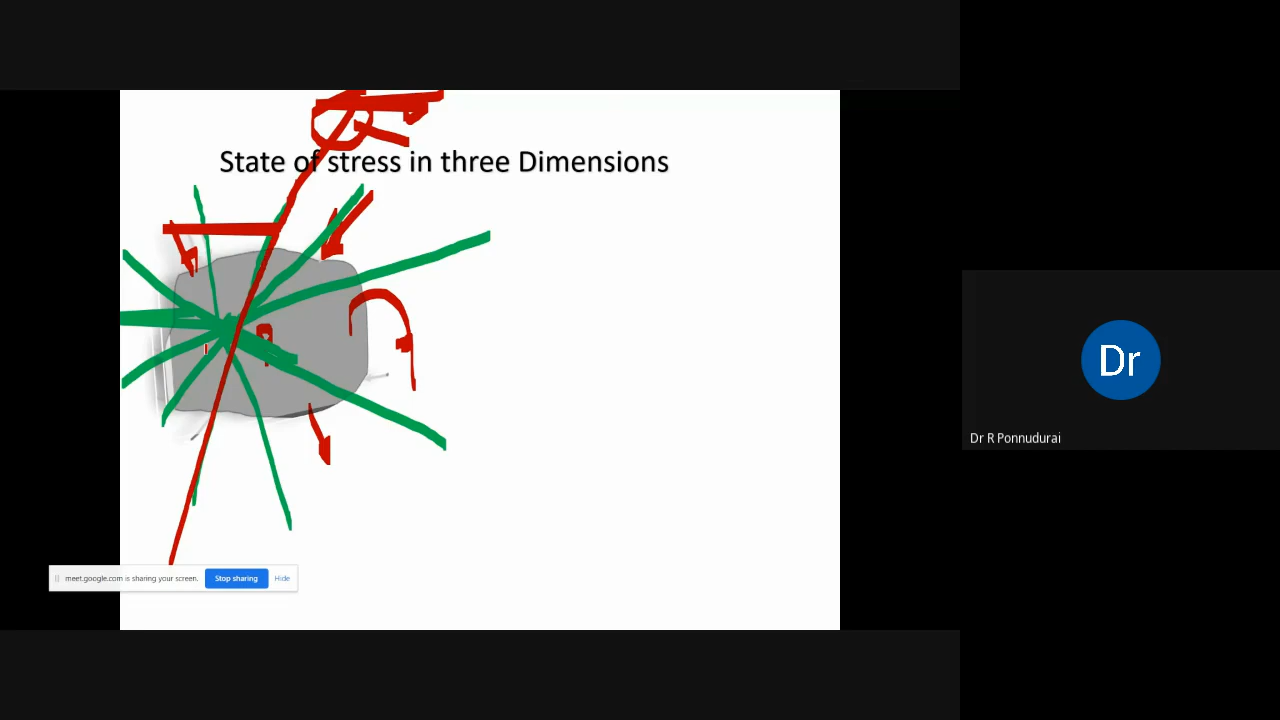 State of stress in three Dimensions
Dr
Dr R Ponnudurai
meet.google.com is sharing your screen. Stop sharing Hide